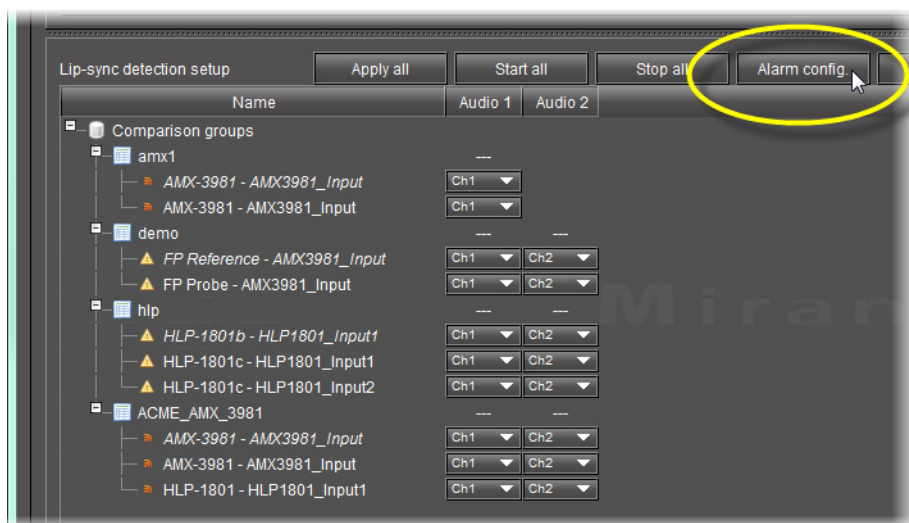 Lip-sync detection setup Apply all Start all Stop all Alarm config.
Name Audio 1 Audio 2
Comparison groups
amx1 ---
AMX-3981 - AMX3981_Input Ch1
AMX-3981 - AMX3981_Input Ch1
demo --- ---
FP Reference - AMX3981_Input Ch1 Ch2
FP Probe - AMX3981_Input Ch1 Ch2
Miran
hlp --- ---
HLP-1801b - HLP1801_Input1 Ch1 Ch2
HLP-1801c - HLP1801_Input1 Ch1 Ch2
HLP-1801c - HLP1801_Input2 Ch1 Ch2
ACME_AMX_3981 --- ---
AMX-3981 - AMX3981_Input Ch1 Ch2
AMX-3981 - AMX3981_Input Ch1 Ch2
HLP-1801 - HLP1801_Input1 Ch1 Ch2